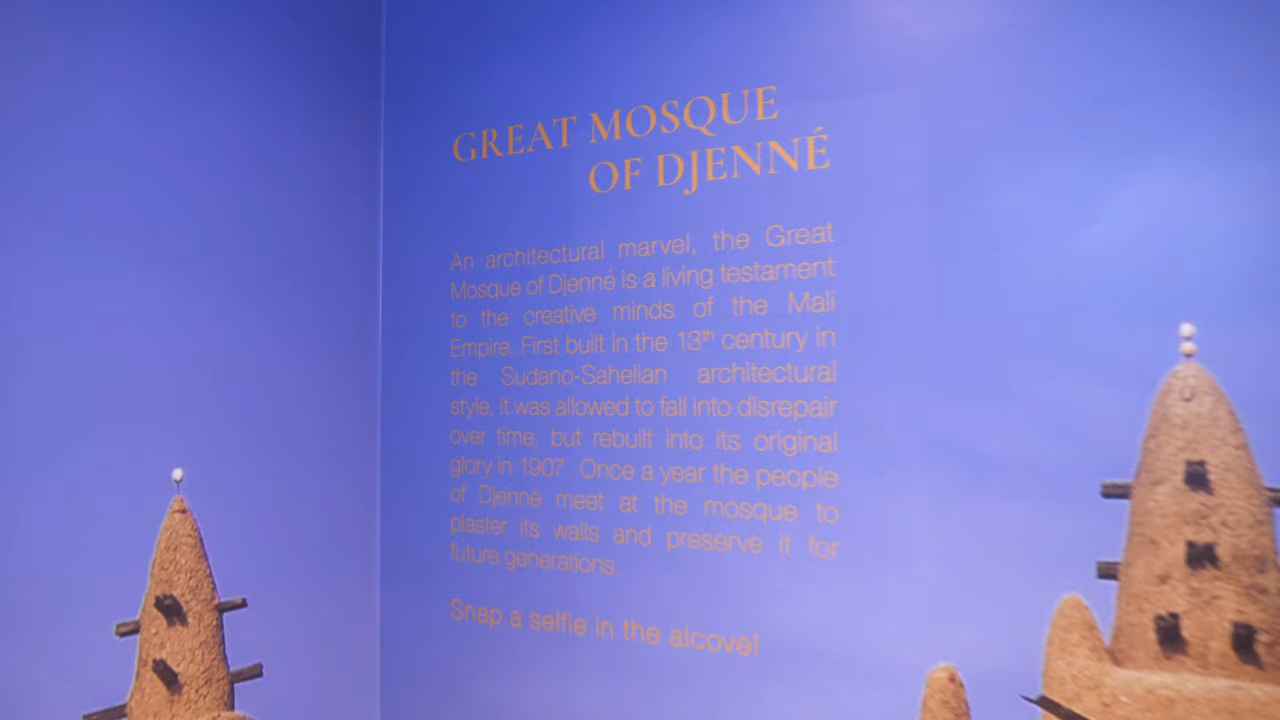 GREAT MOSQUE
OF DJENNÉ
An architectural marvel, the Great
Mosque of Djenné is a living testament
to the creative minds of the Mali
Empire. First built in the 13th century in
the Sudano-Sahelian architectural
style, it was allowed to fall into disrepair
over time, but rebuilt into its original
glory in 1907. Once a year the people
of Djenné meet at the mosque to
plaster its walls and preserve it for
future generations.
Snap a selfie in the alcove!